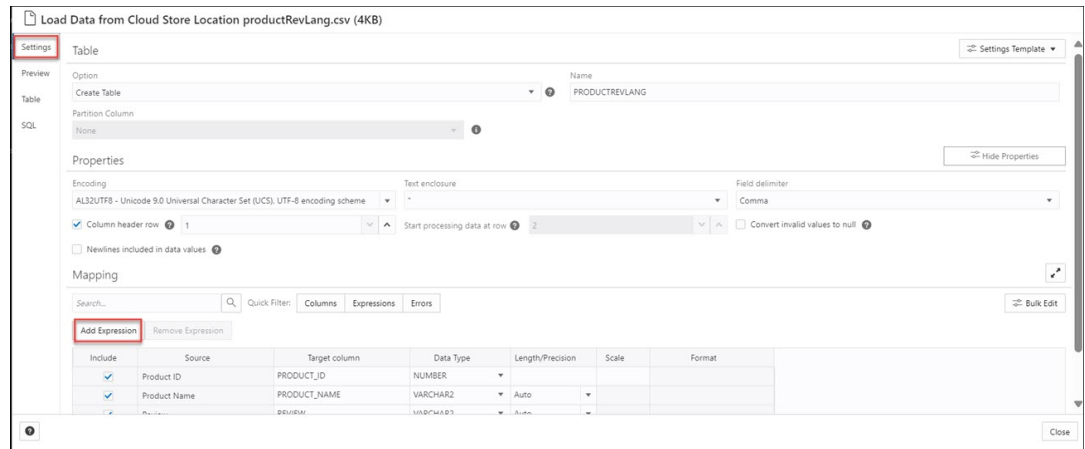 Load Data from Cloud Store Location productRevLang.csv (4KB)
Settings
Preview
Table
SQL
Table
Settings Template
Option
Name
Create Table
PRODUCTREVLANG
Partition Column
None
Properties
Hide Properties
Encoding
Text enclosure
Field delimiter
AL32UTF8 - Unicode 9.0 Universal Character Set (UCS), UTF-8 encoding scheme
"
Comma
Column header row 1
Start processing data at row 2
Convert invalid values to null
Newlines included in data values
Mapping
Search...
Quick Filter: Columns Expressions Errors
Bulk Edit
Add Expression Remove Expression
Include Source Target column Data Type Length/Precision Scale Format
Product ID PRODUCT_ID NUMBER
Product Name PRODUCT_NAME VARCHAR2 Auto
Review REVIEW VARCHAR2 Auto
Close